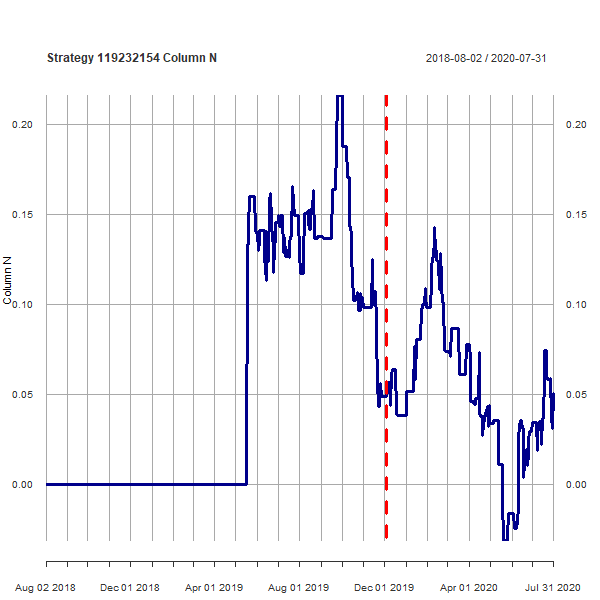 Strategy 119232154 Column N 2018-08-02 / 2020-07-31
0.20 0.20
0.15 0.15
0.10 0.10
0.05 0.05
0.00 0.00
Column N
Aug 02 2018 Dec 01 2018 Apr 01 2019 Aug 01 2019 Dec 01 2019 Apr 01 2020 Jul 31 2020